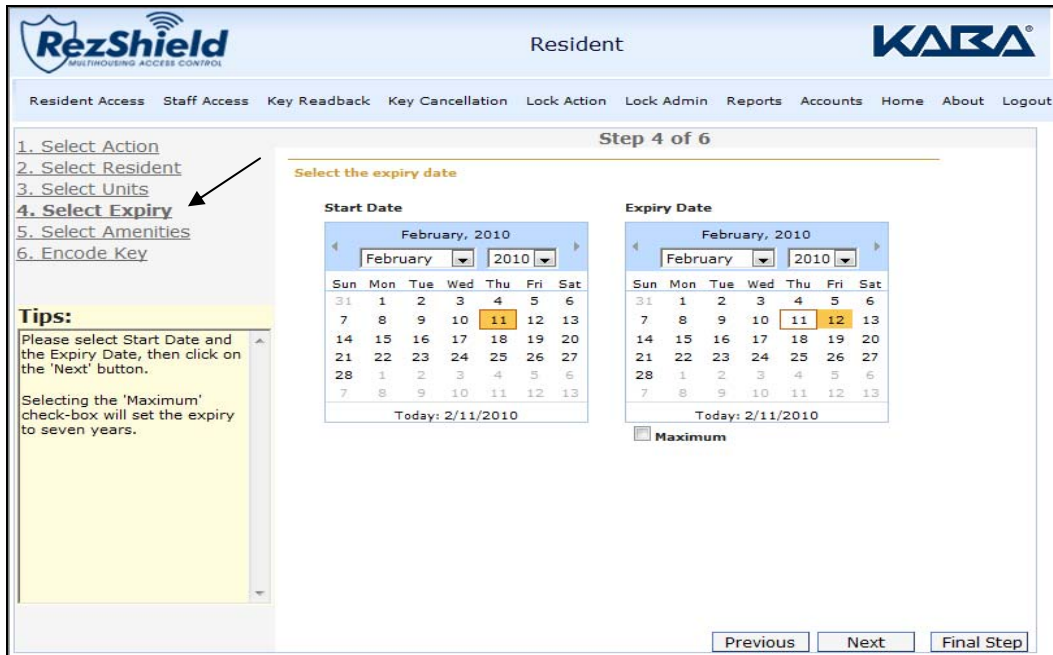 RezShield
MULTIHOUSING ACCESS CONTROL
Resident
KABA®
Resident Access Staff Access Key Readback Key Cancellation Lock Action Lock Admin Reports Accounts Home About Logout
1. Select Action
2. Select Resident
3. Select Units
4. Select Expiry
5. Select Amenities
6. Encode Key
Tips:
Please select Start Date and
the Expiry Date, then click on
the 'Next' button.
Selecting the 'Maximum'
check-box will set the expiry
to seven years.
Step 4 of 6
Select the expiry date
Start Date
February, 2010
February 2010
Sun Mon Tue Wed Thu Fri Sat
31 1 2 3 4 5 6
7 8 9 10 11 12 13
14 15 16 17 18 19 20
21 22 23 24 25 26 27
28 1 2 3 4 5 6
7 8 9 10 11 12 13
Today: 2/11/2010
Expiry Date
February, 2010
February 2010
Sun Mon Tue Wed Thu Fri Sat
31 1 2 3 4 5 6
7 8 9 10 11 12 13
14 15 16 17 18 19 20
21 22 23 24 25 26 27
28 1 2 3 4 5 6
7 8 9 10 11 12 13
Today: 2/11/2010
Maximum
Previous Next Final Step